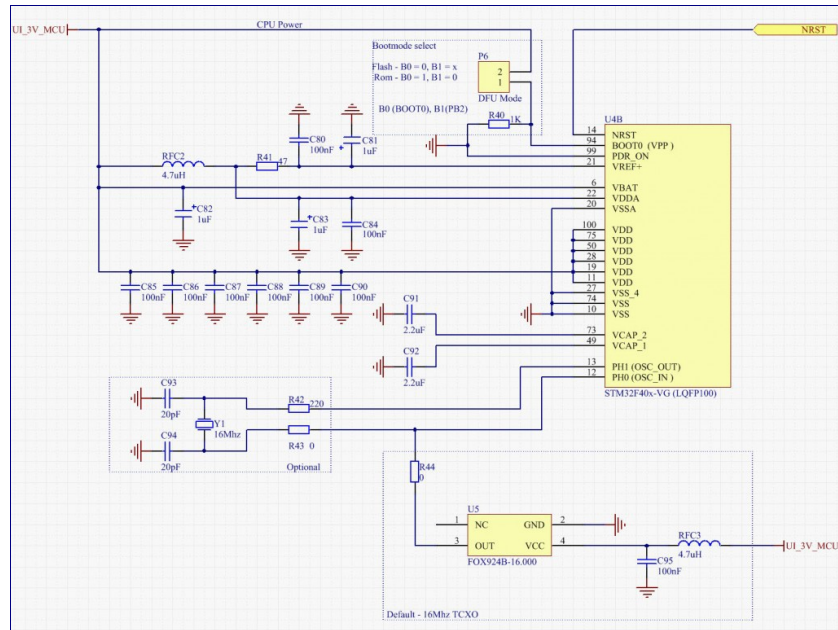 UI_3V_MCU
CPU Power
NRST
Bootmode select
P6
Flash - B0 = 0, B1 = x
Rom - B0 = 1, B1 = 0
2
1
DFU Mode
B0 (BOOT0), B1(PB2)
R40
1K
U4B
14 NRST
94 BOOT0 (VPP )
99 PDR_ON
21 VREF+
6 VBAT
22 VDDA
20 VSSA
100 VDD
75 VDD
50 VDD
28 VDD
19 VDD
11 VDD
27 VSS_4
74 VSS
10 VSS
73 VCAP_2
49 VCAP_1
13 PH1 (OSC_OUT)
12 PH0 (OSC_IN )
STM32F40x-VG (LQFP100)
C80
100nF
C81
1uF
RFC2
4.7uH
R41
47
C82
1uF
C83
1uF
C84
100nF
C85
100nF
C86
100nF
C87
100nF
C88
100nF
C89
100nF
C90
100nF
C91
2.2uF
C92
2.2uF
C93
20pF
R42
220
Y1
16Mhz
C94
20pF
R43 0
Optional
R44
0
U5
1 NC
GND 2
3 OUT
VCC 4
FOX924B-16.000
RFC3
4.7uH
UI_3V_MCU
C95
100nF
Default - 16Mhz TCXO